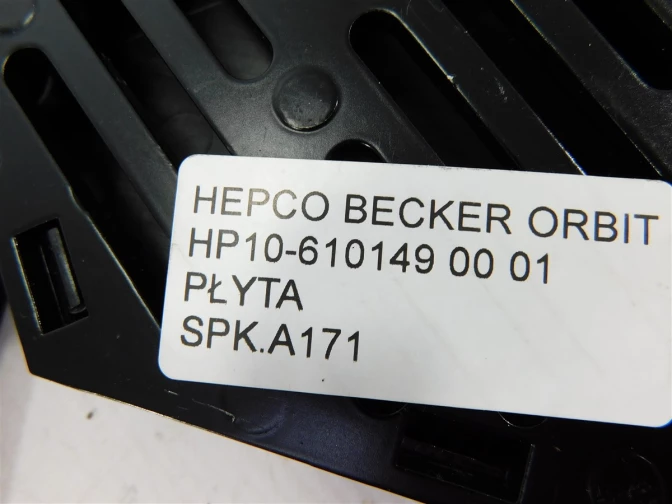 HEPCO BECKER ORBIT
HP10-610149 00 01
PŁYTA
SPK.A171